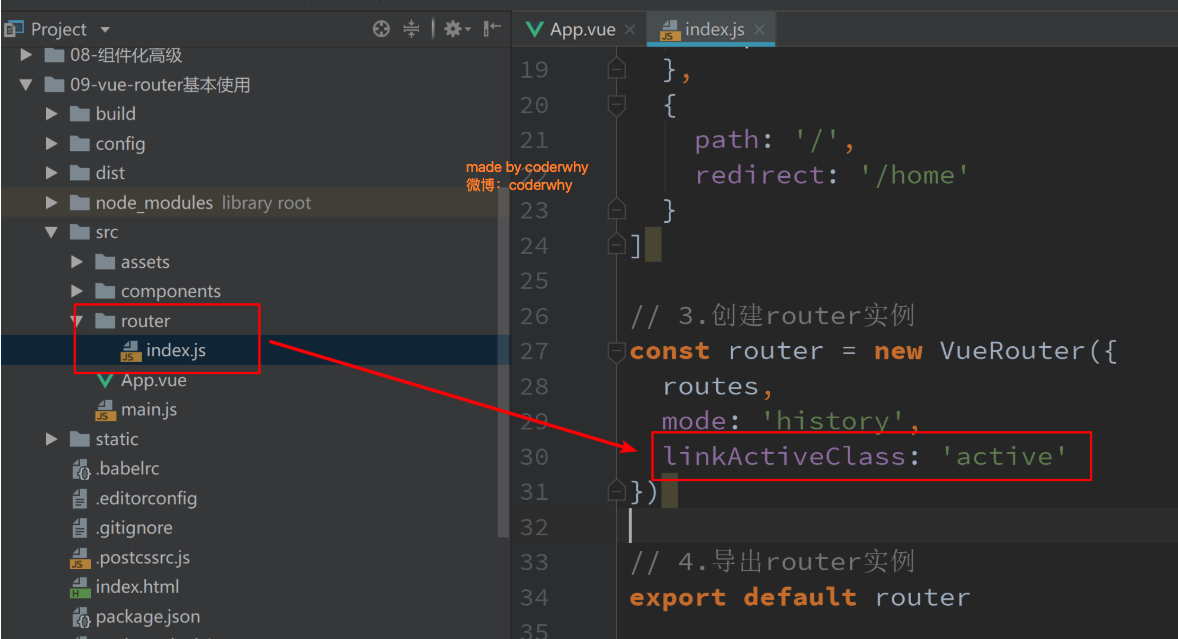 Project
08-组件化高级
09-vue-router基本使用
build
config
dist
node_modules library root
src
assets
components
router
index.js
App.vue
main.js
static
.babelrc
.editorconfig
.gitignore
.postcssrc.js
index.html
package.json
made by coderwhy
微博：coderwhy
App.vue
index.js
19 },
20 {
21 path: '/',
redirect: '/home'
23 }
24 ]
25
26 // 3.创建router实例
27 const router = new VueRouter({
28 routes,
29 mode: 'history',
30 linkActiveClass: 'active'
31 })
32
33 // 4.导出router实例
34 export default router
35